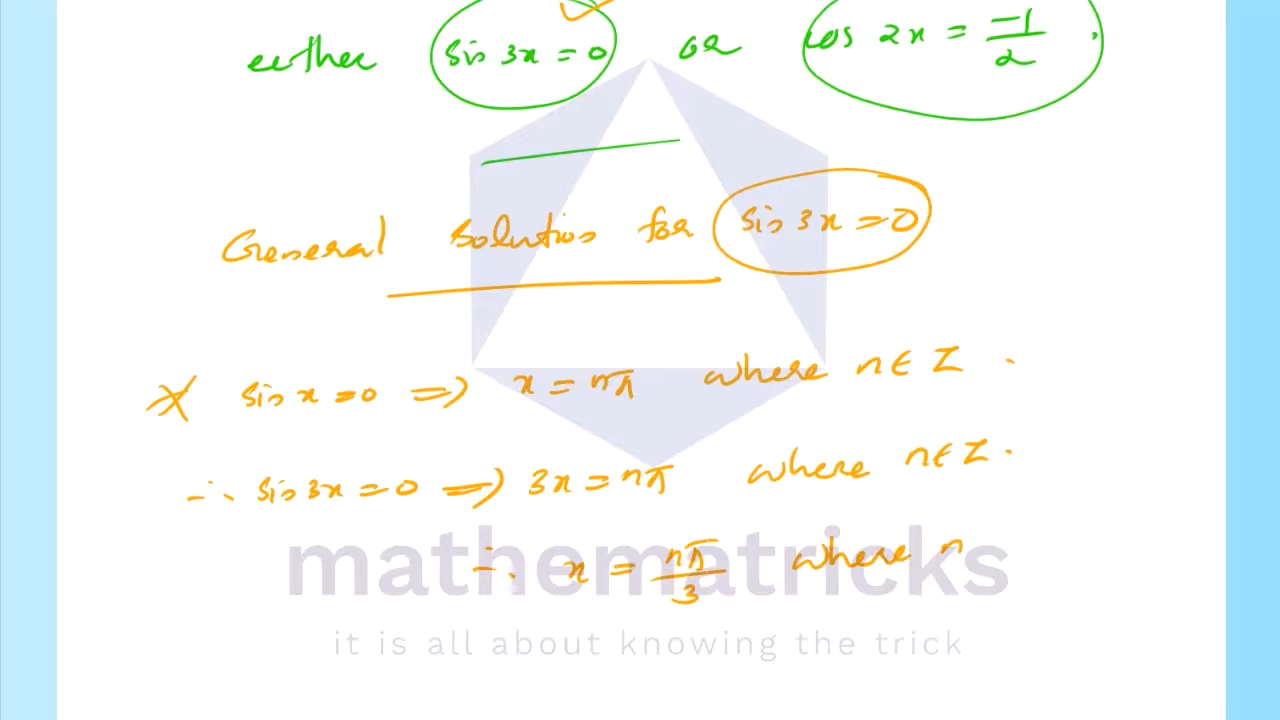 either sin 3x = 0 or cos 2x = -1/2 .
General solution for sin 3x = 0
* sin x = 0 => x = nπ where n ∈ Z .
∴ sin 3x = 0 => 3x = nπ where n ∈ Z .
∴ x = nπ/3 where n
mathematricks
it is all about knowing the trick